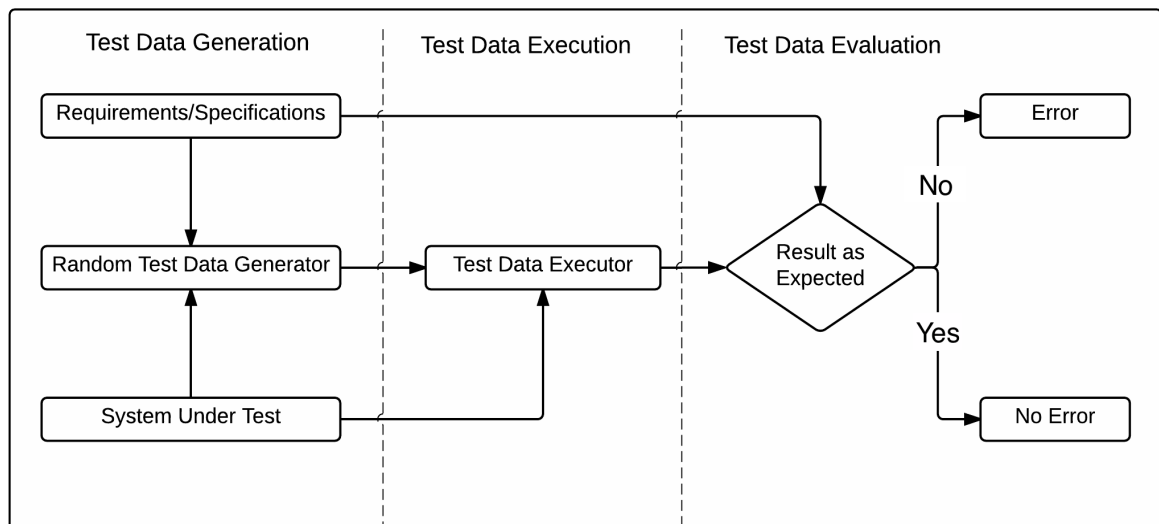 Test Data Generation
Test Data Execution
Test Data Evaluation
Requirements/Specifications
Error
No
Random Test Data Generator
Test Data Executor
Result as
Expected
Yes
System Under Test
No Error